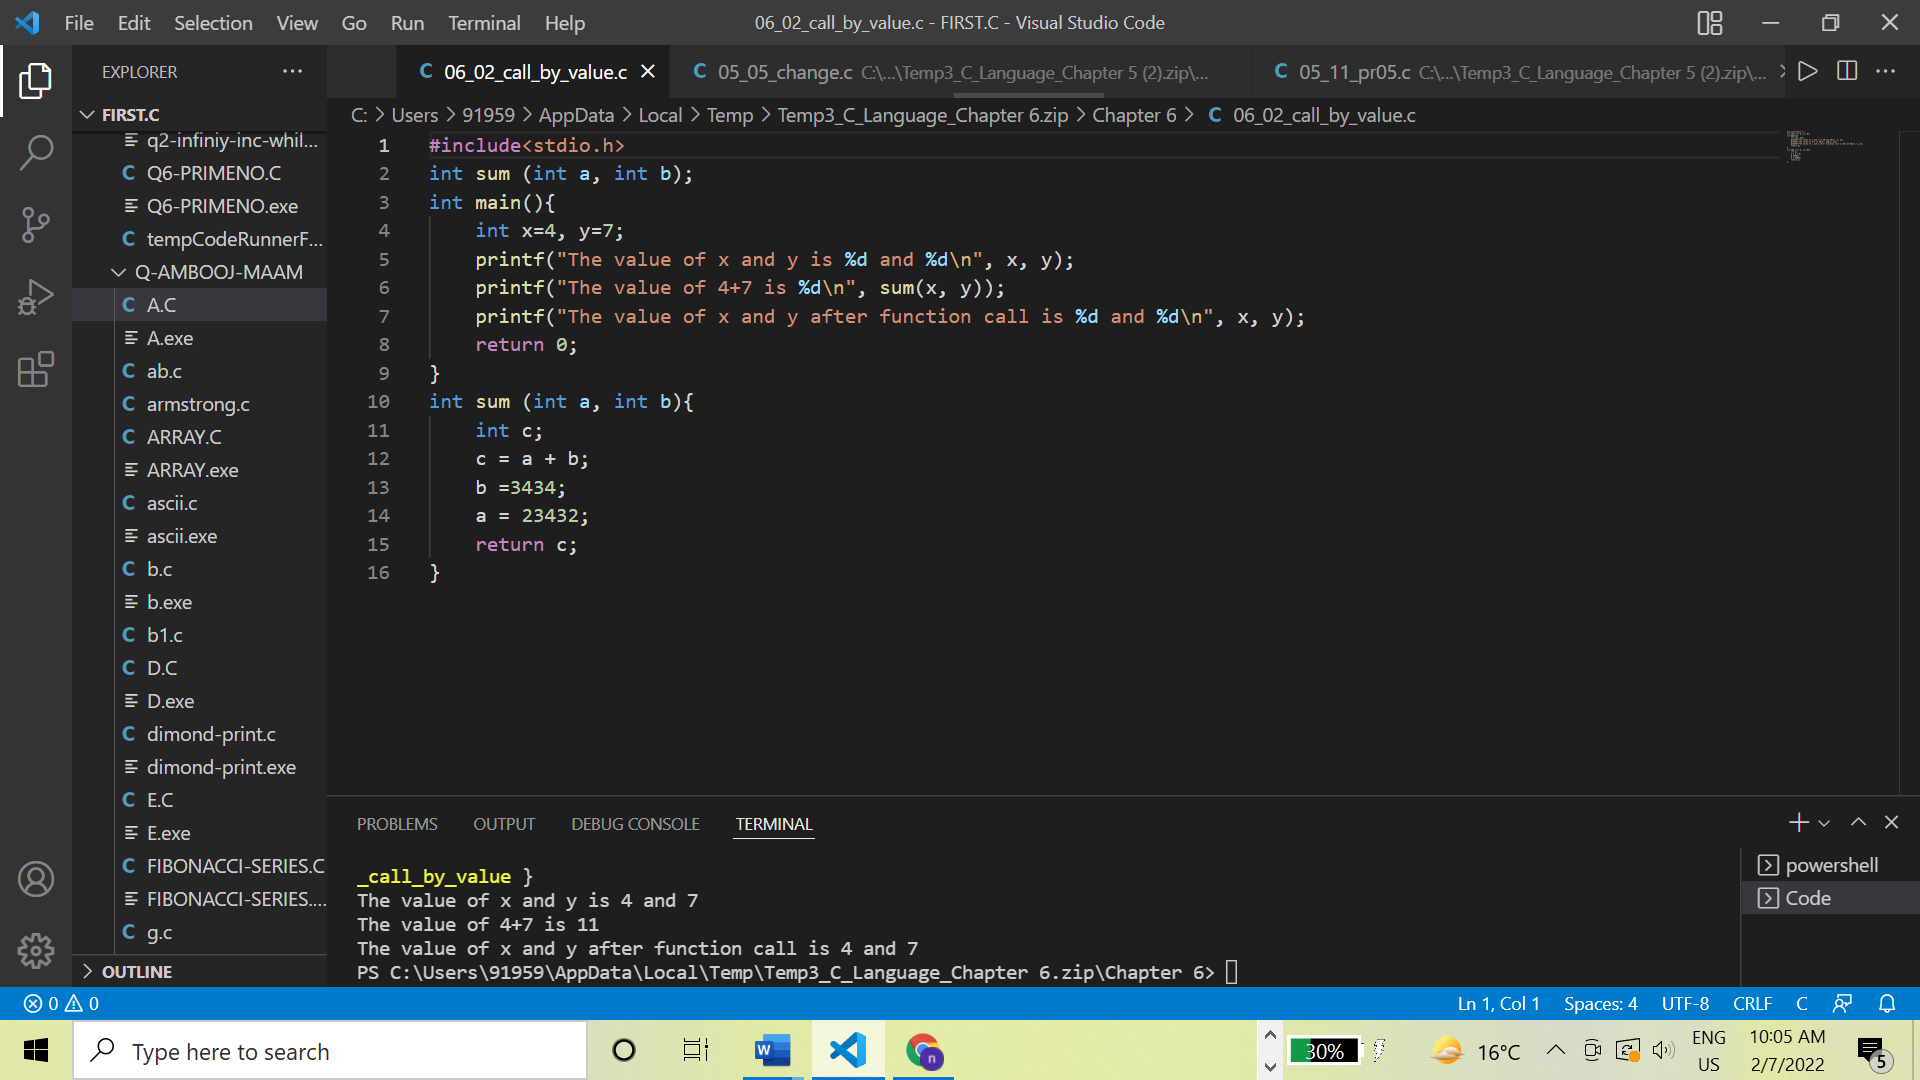 File Edit Selection View Go Run Terminal Help
06_02_call_by_value.c - FIRST.C - Visual Studio Code
EXPLORER
FIRST.C
q2-infiniy-inc-whil...
Q6-PRIMENO.C
Q6-PRIMENO.exe
tempCodeRunnerF...
Q-AMBOOJ-MAAM
A.C
A.exe
ab.c
armstrong.c
ARRAY.C
ARRAY.exe
ascii.c
ascii.exe
b.c
b.exe
b1.c
D.C
D.exe
dimond-print.c
dimond-print.exe
E.C
E.exe
FIBONACCI-SERIES.C
FIBONACCI-SERIES....
g.c
OUTLINE
C 06_02_call_by_value.c
C 05_05_change.c C:\...\Temp3_C_Language_Chapter 5 (2).zip\...
C 05_11_pr05.c C:\...\Temp3_C_Language_Chapter 5 (2).zip\...
C: > Users > 91959 > AppData > Local > Temp > Temp3_C_Language_Chapter 6.zip > Chapter 6 > C 06_02_call_by_value.c
1 #include<stdio.h>
2 int sum (int a, int b);
3 int main(){
4 int x=4, y=7;
5 printf("The value of x and y is %d and %d\n", x, y);
6 printf("The value of 4+7 is %d\n", sum(x, y));
7 printf("The value of x and y after function call is %d and %d\n", x, y);
8 return 0;
9 }
10 int sum (int a, int b){
11 int c;
12 c = a + b;
13 b =3434;
14 a = 23432;
15 return c;
16 }
PROBLEMS OUTPUT DEBUG CONSOLE TERMINAL
_call_by_value }
The value of x and y is 4 and 7
The value of 4+7 is 11
The value of x and y after function call is 4 and 7
PS C:\Users\91959\AppData\Local\Temp\Temp3_C_Language_Chapter 6.zip\Chapter 6>
powershell
Code
0 0
Ln 1, Col 1 Spaces: 4 UTF-8 CRLF C
Type here to search
30%
16°C
ENG
US
10:05 AM
2/7/2022
5